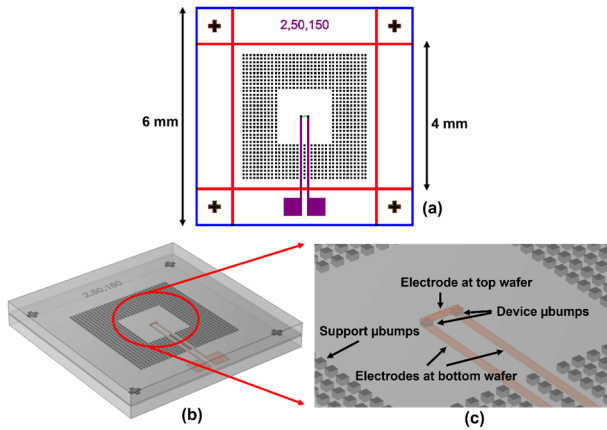 2,50,150
6 mm
4 mm
(a)
2,50,150
(b)
Electrode at top wafer
Device µbumps
Support µbumps
Electrodes at bottom wafer
(c)